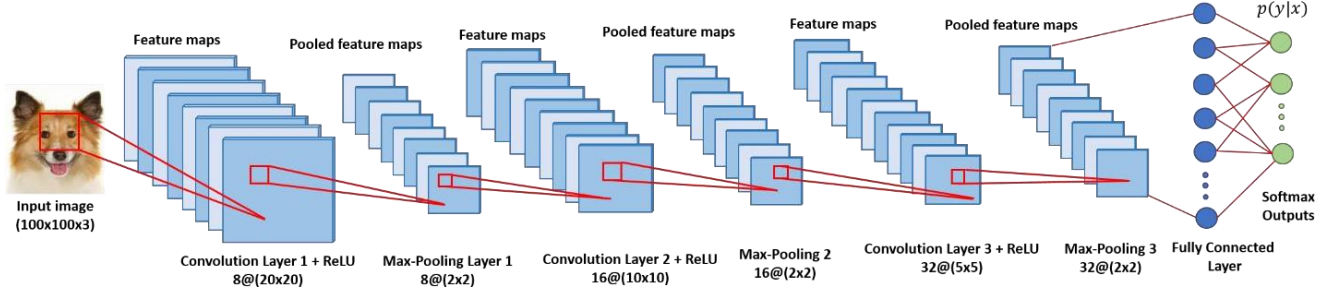 p(y|x)
Feature maps
Pooled feature maps
Feature maps
Pooled feature maps
Feature maps
Pooled feature maps
Input image
(100x100x3)
Convolution Layer 1 + ReLU
8@(20x20)
Max-Pooling Layer 1
8@(2x2)
Convolution Layer 2 + ReLU
16@(10x10)
Max-Pooling 2
16@(2x2)
Convolution Layer 3 + ReLU
32@(5x5)
Max-Pooling 3
32@(2x2)
Fully Connected
Layer
Softmax
Outputs